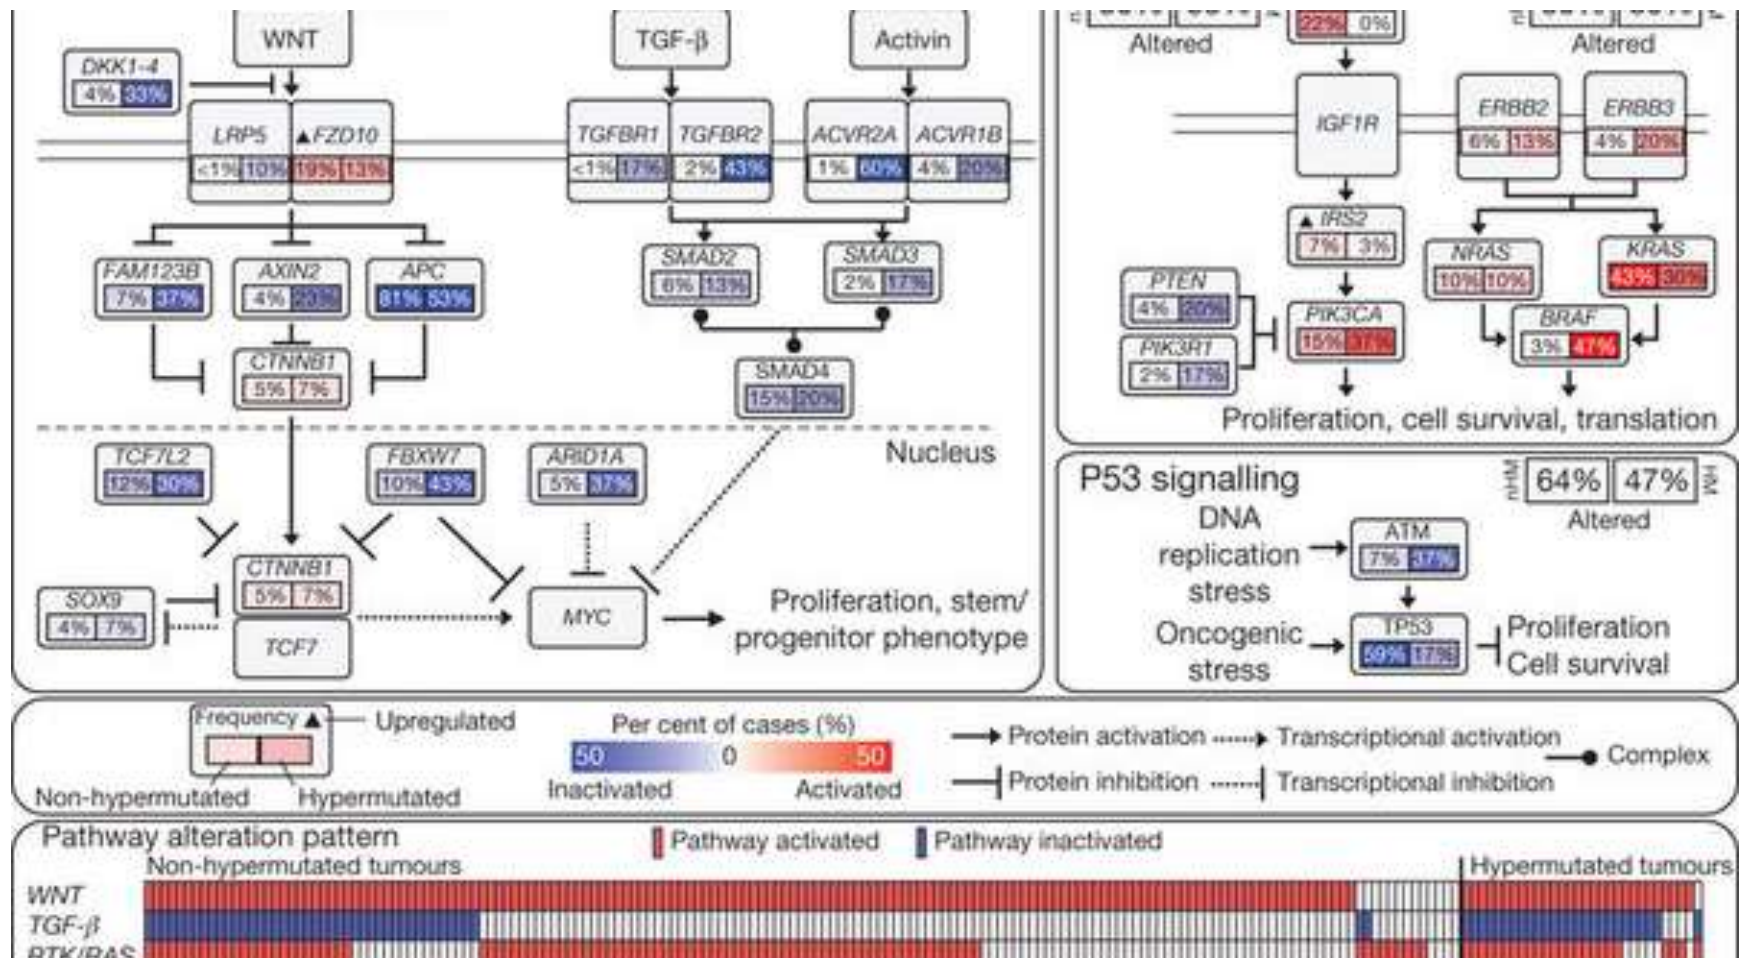 WNT
DKK1-4
4% 33%
LRP5 ▲FZD10
<1% 10% 19% 13%
TGF-β
Activin
TGFBR1 TGFBR2
<1% 17% 2% 43%
ACVR2A ACVR1B
1% 60% 4% 20%
FAM123B
7% 37%
AXIN2
4% 23%
APC
81% 53%
SMAD2
6% 13%
SMAD3
2% 17%
CTNNB1
5% 7%
SMAD4
15% 20%
Nucleus
TCF7L2
12% 30%
FBXW7
10% 43%
ARID1A
5% 37%
CTNNB1
5% 7%
TCF7
SOX9
4% 7%
MYC
Proliferation, stem/
progenitor phenotype
22% 0%
Altered
Altered
IGF1R
ERBB2
6% 13%
ERBB3
4% 20%
▲ IRS2
7% 3%
NRAS
10% 10%
KRAS
43% 30%
PTEN
4% 20%
PIK3R1
2% 17%
PIK3CA
15% 37%
BRAF
3% 47%
Proliferation, cell survival, translation
P53 signalling
nHM 64% 47% HM
Altered
DNA
replication
stress
ATM
7% 37%
Oncogenic
stress
TP53
59% 17%
Proliferation
Cell survival
Frequency ▲ Upregulated
Non-hypermutated Hypermutated
Per cent of cases (%)
50 0 50
Inactivated Activated
Protein activation Transcriptional activation
Protein inhibition Transcriptional inhibition
Complex
Pathway alteration pattern
Pathway activated Pathway inactivated
Non-hypermutated tumours Hypermutated tumours
WNT
TGF-β
RTK/RAS